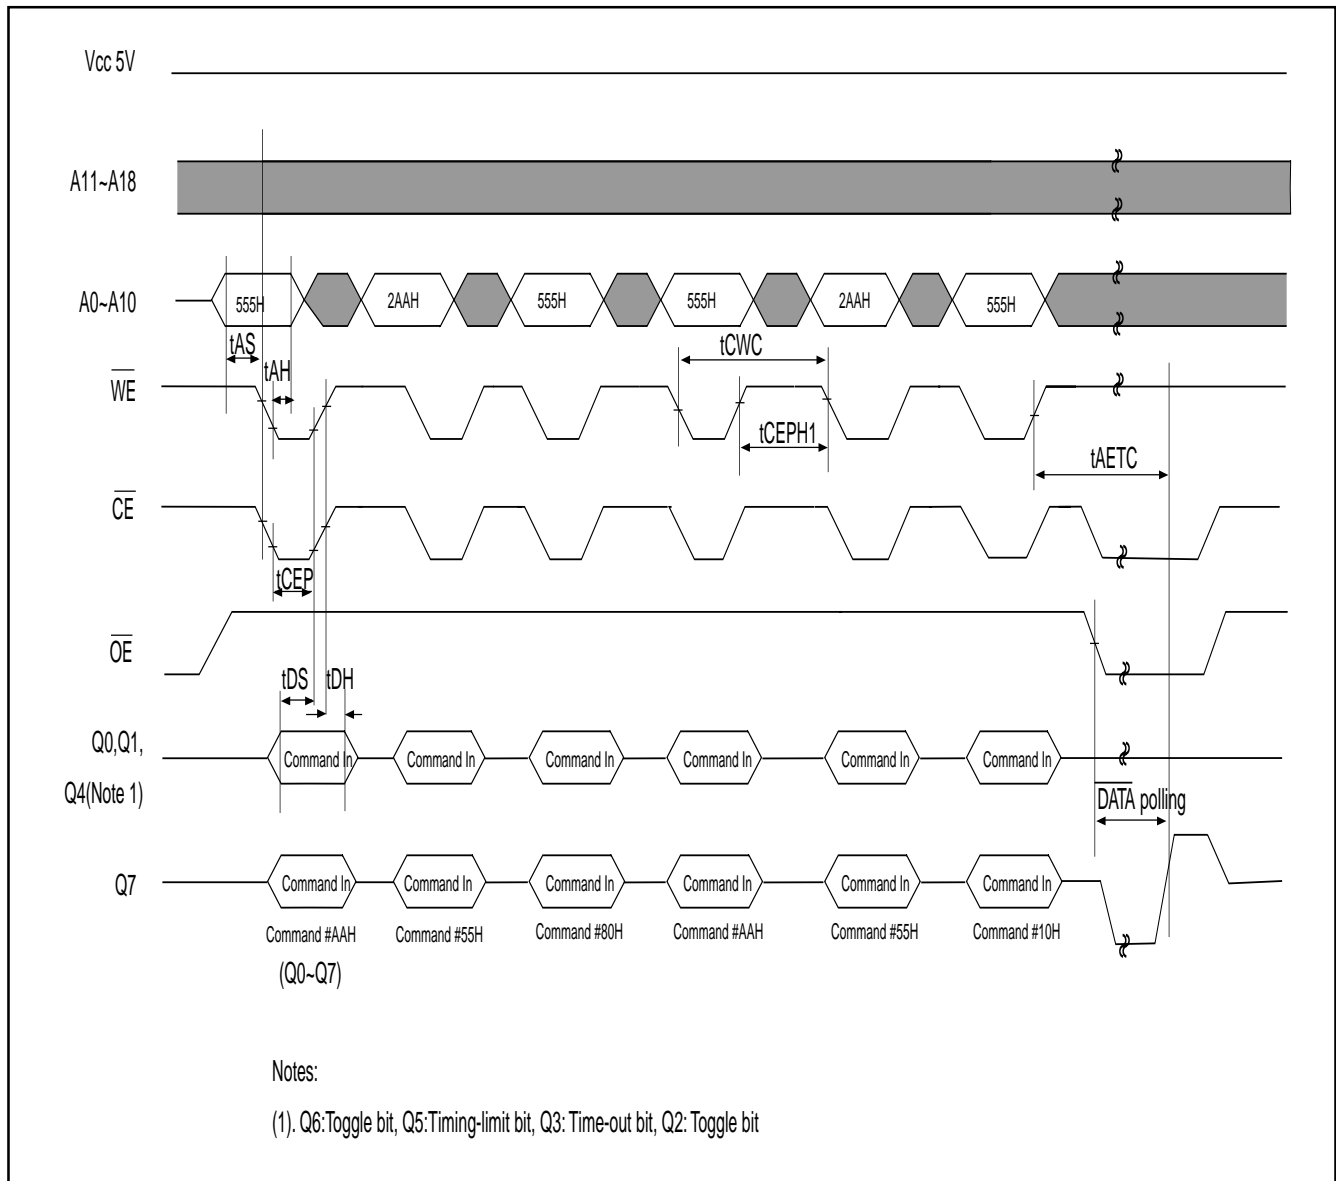 Vcc 5V
A11~A18
A0~A10
555H
2AAH
555H
555H
2AAH
555H
tAS
tAH
tCWC
WE
tCEPH1
tAETC
CE
tCEP
OE
tDS
tDH
Q0,Q1,
Q4(Note 1)
Command In
Command In
Command In
Command In
Command In
Command In
DATA polling
Q7
Command In
Command In
Command In
Command In
Command In
Command In
Command #AAH
Command #55H
Command #80H
Command #AAH
Command #55H
Command #10H
(Q0~Q7)
Notes:
(1). Q6:Toggle bit, Q5:Timing-limit bit, Q3: Time-out bit, Q2: Toggle bit